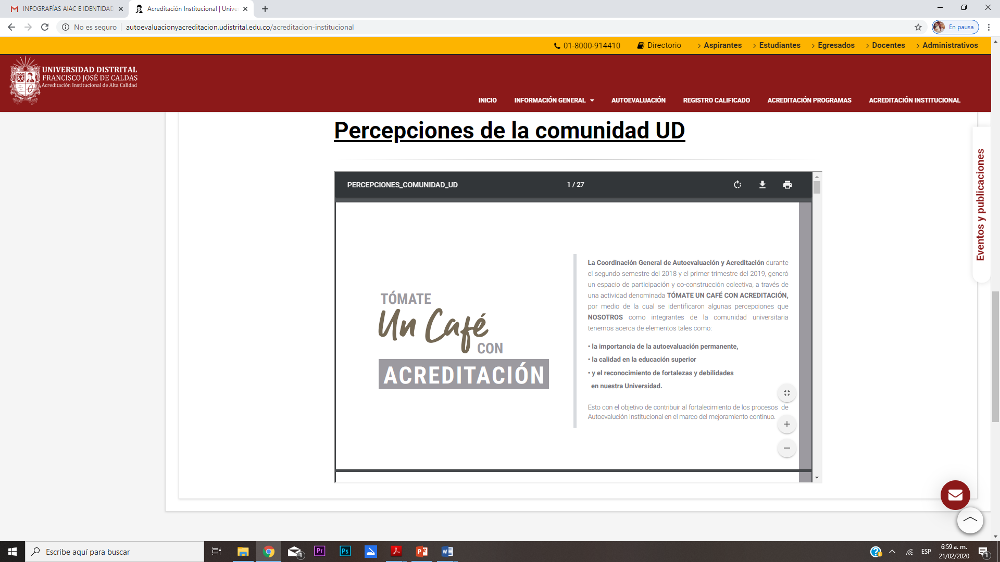 INFOGRAFÍAS AIAC E IDENTIDAD
Acreditación Institucional | Unive
No es seguro
autoevaluacionyacreditacion.udistrital.edu.co/acreditacion-institucional
En pausa
01-8000-914410
Directorio
Aspirantes
Estudiantes
Egresados
Docentes
Administrativos
UNIVERSIDAD DISTRITAL
FRANCISCO JOSÉ DE CALDAS
Acreditación Institucional de Alta Calidad
INICIO
INFORMACIÓN GENERAL
AUTOEVALUACIÓN
REGISTRO CALIFICADO
ACREDITACIÓN PROGRAMAS
ACREDITACIÓN INSTITUCIONAL
Percepciones de la comunidad UD
Eventos y publicaciones
PERCEPCIONES_COMUNIDAD_UD
1 / 27
TÓMATE
Un Café
CON
ACREDITACIÓN
La Coordinación General de Autoevaluación y Acreditación durante
el segundo semestre del 2018 y el primer trimestre del 2019, generó
un espacio de participación y co-construcción colectiva, a través de
una actividad denominada TÓMATE UN CAFÉ CON ACREDITACIÓN,
por medio de la cual se identificaron algunas percepciones que
NOSOTROS como integrantes de la comunidad universitaria
tenemos acerca de elementos tales como:
• la importancia de la autoevaluación permanente,
• la calidad en la educación superior
• y el reconocimiento de fortalezas y debilidades
en nuestra Universidad.
Esto con el objetivo de contribuir al fortalecimiento de los procesos de
Autoevalución Institucional en el marco del mejoramiento continuo.
Escribe aquí para buscar
1
Pr
Ps
ESP
6:59 a. m.
21/02/2020
1